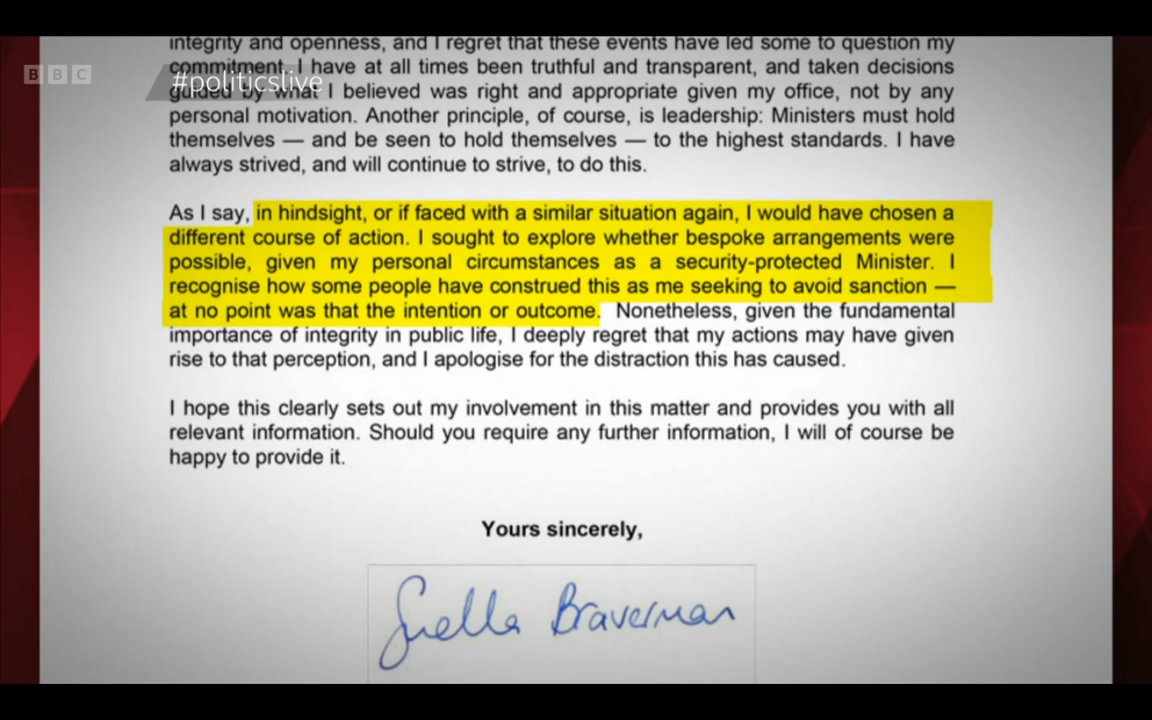 integrity and openness, and I regret that these events have led some to question my
BBC
#politicslive
commitment. I have at all times been truthful and transparent, and taken decisions
guided by what I believed was right and appropriate given my office, not by any
personal motivation. Another principle, of course, is leadership: Ministers must hold
themselves — and be seen to hold themselves — to the highest standards. I have
always strived, and will continue to strive, to do this.
As I say, in hindsight, or if faced with a similar situation again, I would have chosen a
different course of action. I sought to explore whether bespoke arrangements were
possible, given my personal circumstances as a security-protected Minister. I
recognise how some people have construed this as me seeking to avoid sanction —
at no point was that the intention or outcome. Nonetheless, given the fundamental
importance of integrity in public life, I deeply regret that my actions may have given
rise to that perception, and I apologise for the distraction this has caused.
I hope this clearly sets out my involvement in this matter and provides you with all
relevant information. Should you require any further information, I will of course be
happy to provide it.
Yours sincerely,
Suella Braverman